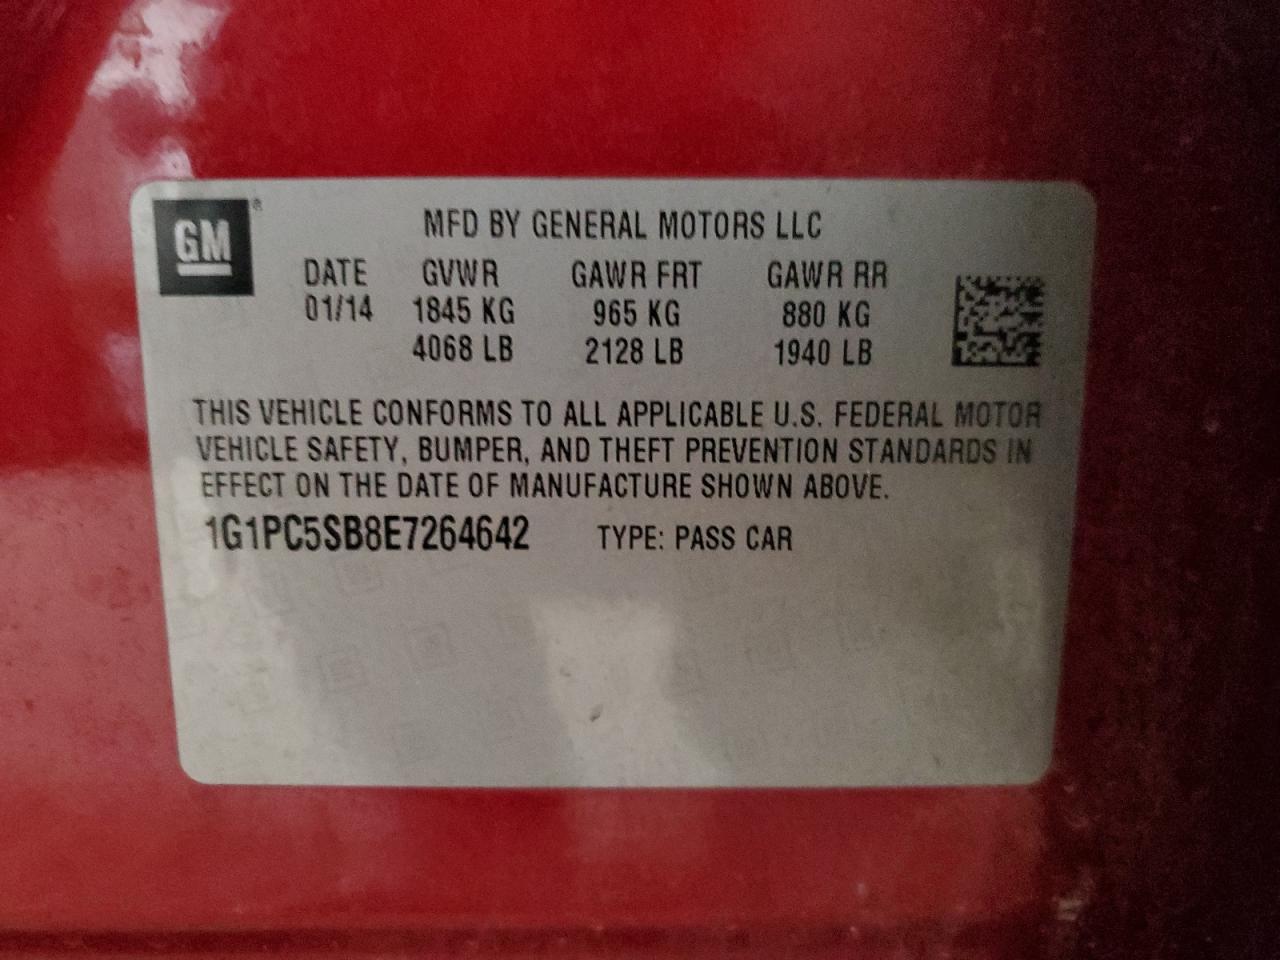 GM®
MFD BY GENERAL MOTORS LLC
DATE GVWR GAWR FRT GAWR RR
01/14 1845 KG 965 KG 880 KG
4068 LB 2128 LB 1940 LB
THIS VEHICLE CONFORMS TO ALL APPLICABLE U.S. FEDERAL MOTOR
VEHICLE SAFETY, BUMPER, AND THEFT PREVENTION STANDARDS IN
EFFECT ON THE DATE OF MANUFACTURE SHOWN ABOVE.
1G1PC5SB8E7264642 TYPE: PASS CAR